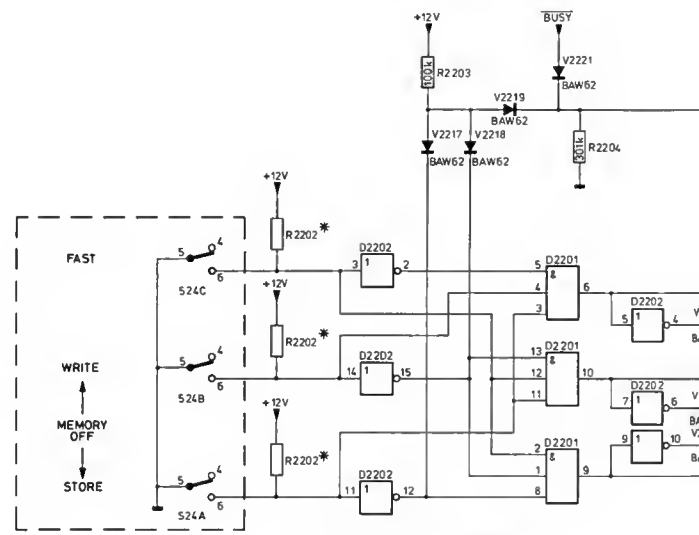 +12V
BUSY
V2221
BAW62
100k
R2203
V2219
BAW62
V2217
V2218
BAW62
BAW62
301k
R2204
+12V
R2202*
FAST
5
4
6
S24C
D2202
3
1
2
D2201
5
4
3
&
6
D2202
5
1
4
V
BA
+12V
R2202*
WRITE
5
4
6
S24B
D22D2
14
1
15
D2201
13
12
11
&
10
D2202
7
1
6
V
BA
MEMORY
OFF
+12V
R2202*
STORE
5
4
6
S24A
D2202
11
1
12
D2201
2
1
8
&
9
9
1
10
BA